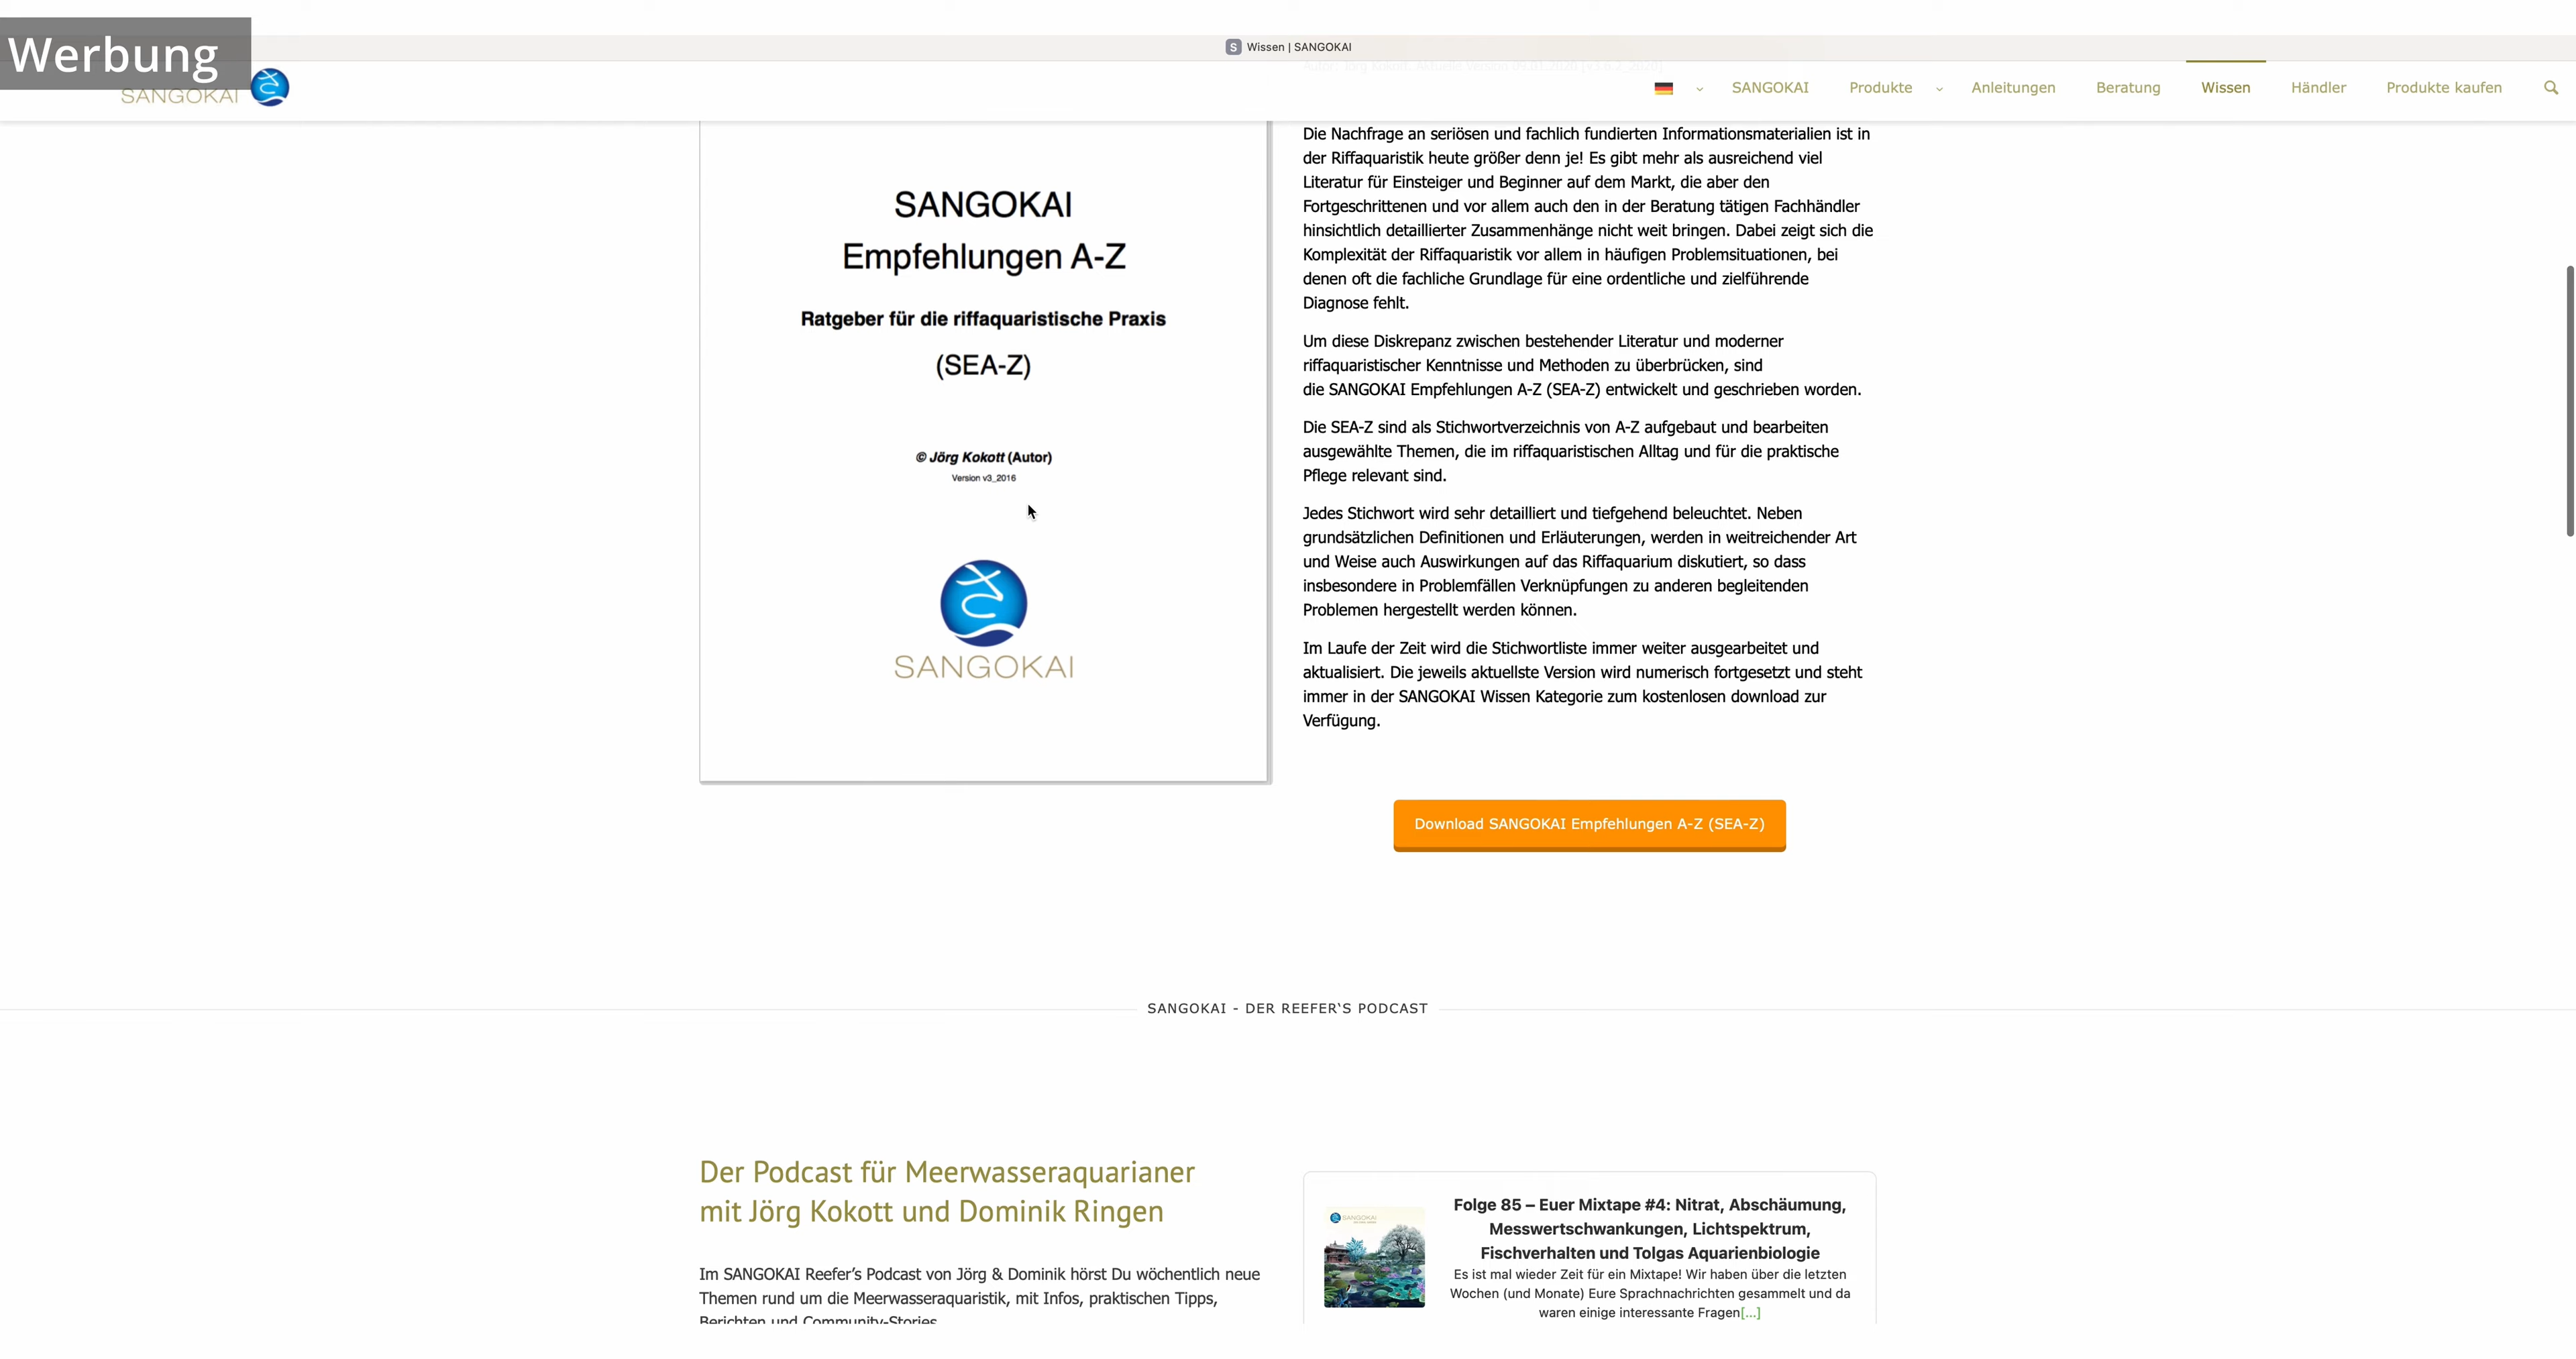 Werbung
Wissen | SANGOKAI
SANGOKAI
SANGOKAI
Produkte
Anleitungen
Beratung
Wissen
Händler
Produkte kaufen
SANGOKAI
Empfehlungen A-Z
Ratgeber für die riffaquaristische Praxis
(SEA-Z)
© Jörg Kokott (Autor)
Version v3_2016
SANGOKAI
Die Nachfrage an seriösen und fachlich fundierten Informationsmaterialien ist in
der Riffaquaristik heute größer denn je! Es gibt mehr als ausreichend viel
Literatur für Einsteiger und Beginner auf dem Markt, die aber den
Fortgeschrittenen und vor allem auch den in der Beratung tätigen Fachhändler
hinsichtlich detaillierter Zusammenhänge nicht weit bringen. Dabei zeigt sich die
Komplexität der Riffaquaristik vor allem in häufigen Problemsituationen, bei
denen oft die fachliche Grundlage für eine ordentliche und zielführende
Diagnose fehlt.
Um diese Diskrepanz zwischen bestehender Literatur und moderner
riffaquaristischer Kenntnisse und Methoden zu überbrücken, sind
die SANGOKAI Empfehlungen A-Z (SEA-Z) entwickelt und geschrieben worden.
Die SEA-Z sind als Stichwortverzeichnis von A-Z aufgebaut und bearbeiten
ausgewählte Themen, die im riffaquaristischen Alltag und für die praktische
Pflege relevant sind.
Jedes Stichwort wird sehr detailliert und tiefgehend beleuchtet. Neben
grundsätzlichen Definitionen und Erläuterungen, werden in weitreichender Art
und Weise auch Auswirkungen auf das Riffaquarium diskutiert, so dass
insbesondere in Problemfällen Verknüpfungen zu anderen begleitenden
Problemen hergestellt werden können.
Im Laufe der Zeit wird die Stichwortliste immer weiter ausgearbeitet und
aktualisiert. Die jeweils aktuellste Version wird numerisch fortgesetzt und steht
immer in der SANGOKAI Wissen Kategorie zum kostenlosen download zur
Verfügung.
Download SANGOKAI Empfehlungen A-Z (SEA-Z)
SANGOKAI - DER REEFER‘S PODCAST
Der Podcast für Meerwasseraquarianer
mit Jörg Kokott und Dominik Ringen
Im SANGOKAI Reefer’s Podcast von Jörg & Dominik hörst Du wöchentlich neue
Themen rund um die Meerwasseraquaristik, mit Infos, praktischen Tipps,
Berichten und Community-Stories
Folge 85 – Euer Mixtape #4: Nitrat, Abschäumung,
Messwertschwankungen, Lichtspektrum,
Fischverhalten und Tolgas Aquarienbiologie
Es ist mal wieder Zeit für ein Mixtape! Wir haben über die letzten
Wochen (und Monate) Eure Sprachnachrichten gesammelt und da
waren einige interessante Fragen[...]